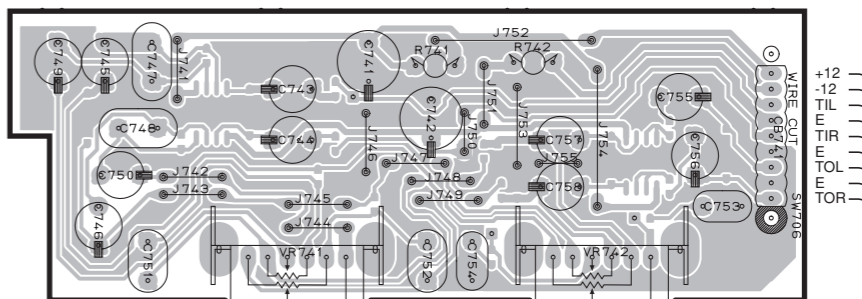 J752
C749
C745
C747
J741
C741
R741
R742
C743
J751
J753
C755
WIRE CUT
+12
-12
TIL
E
TIR
E
TOL
E
TOR
CB741
C748
C744
J746
C742
J750
C757
J754
C756
J747
J755
C750
J742
J743
J748
J749
C758
C753
SW706
J745
J744
C746
C751
VR741
C752
C754
VR742